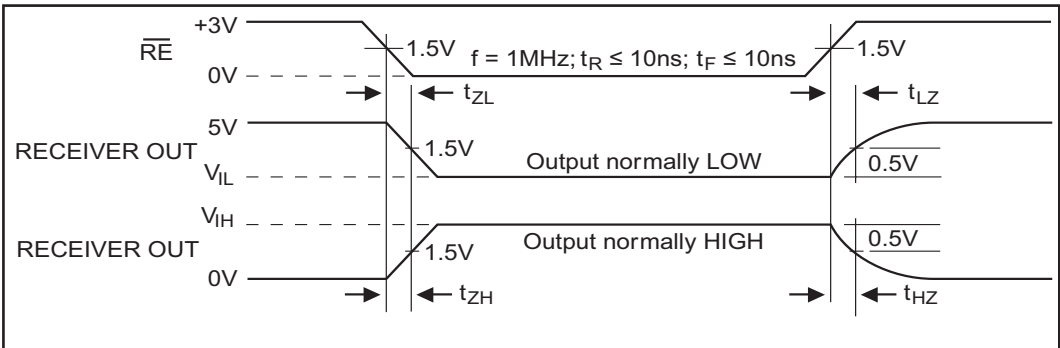 +3V
RE
1.5V
f = 1MHz; tR ≤ 10ns; tF ≤ 10ns
1.5V
0V
tZL
tLZ
5V
RECEIVER OUT
1.5V
Output normally LOW
0.5V
VIL
VIH
RECEIVER OUT
1.5V
Output normally HIGH
0.5V
0V
tZH
tHZ